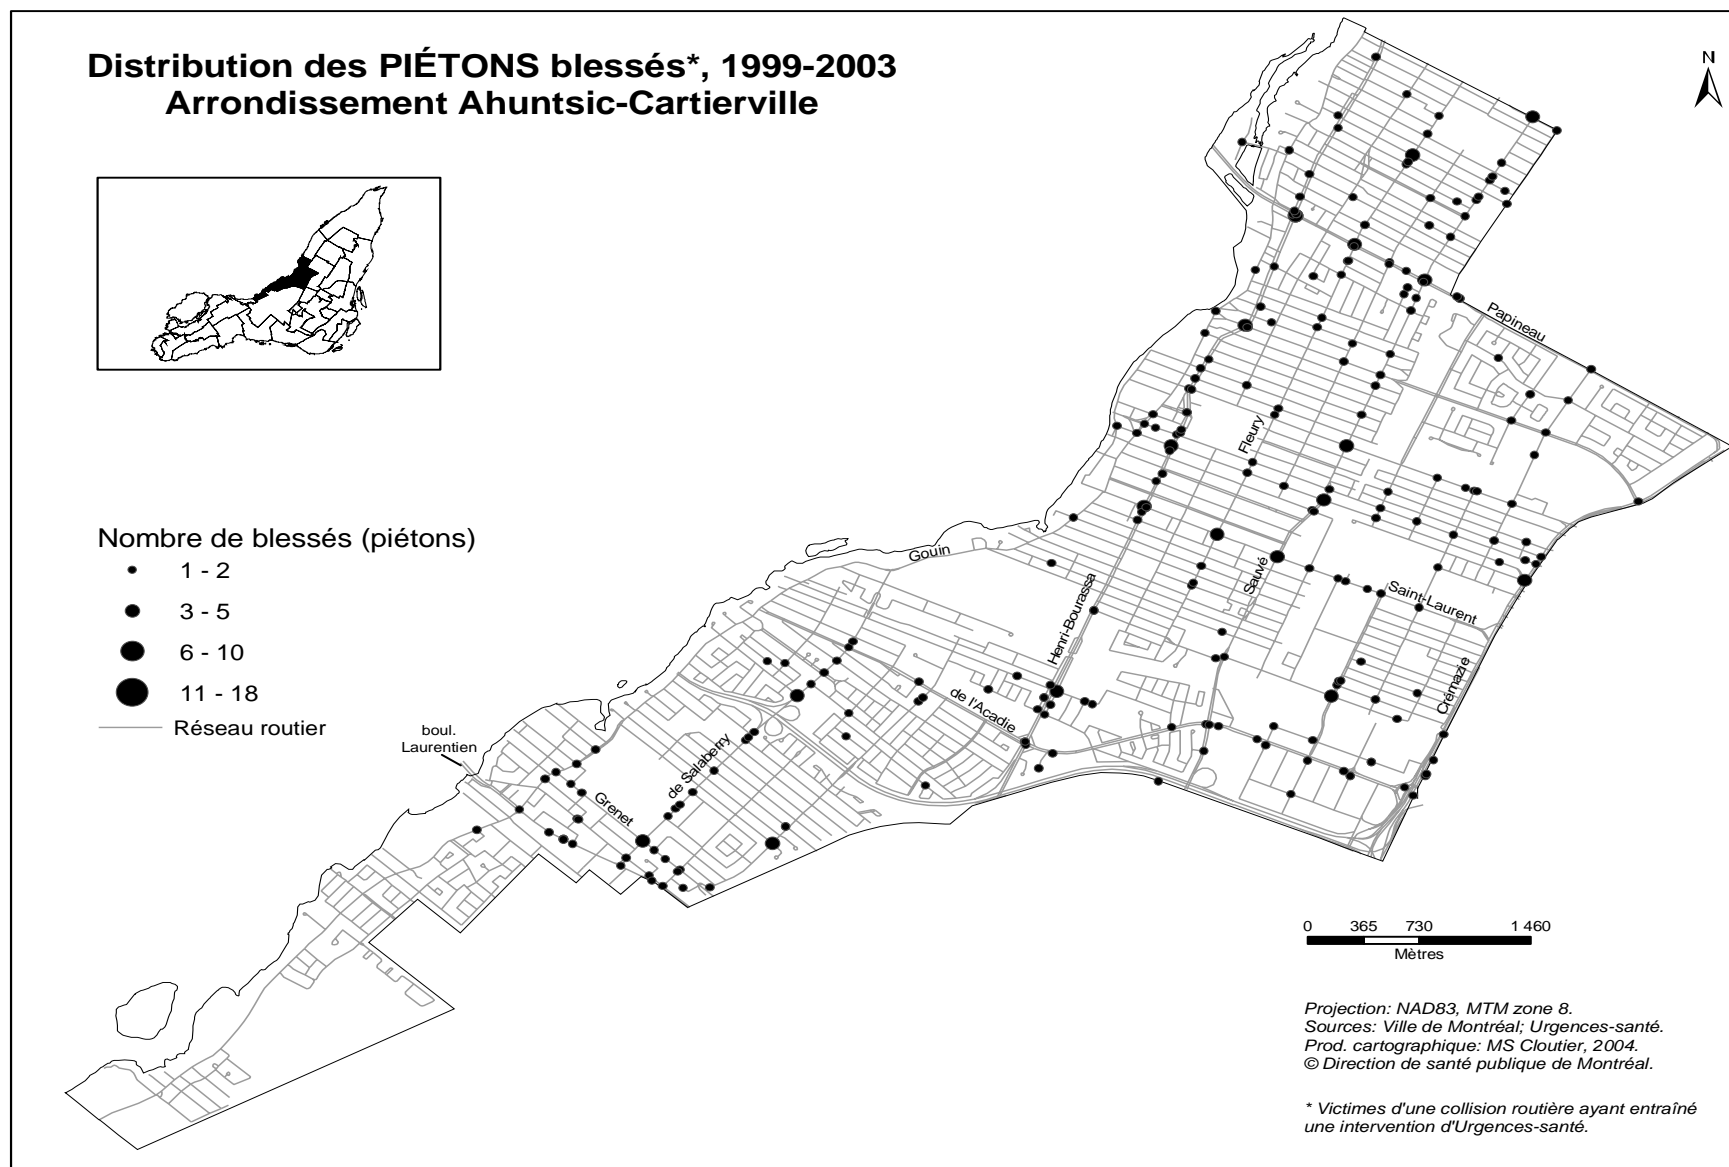 Distribution des PIÉTONS blessés*, 1999-2003
Arrondissement Ahuntsic-Cartierville
N
Papineau
Fleury
Nombre de blessés (piétons)
1 - 2
3 - 5
6 - 10
11 - 18
Réseau routier
Gouin
Henri-Bourassa
Sauvé
Saint-Laurent
Crémazie
de l'Acadie
boul.
Laurentien
de Salaberry
Grenet
0 365 730 1 460
Mètres
Projection: NAD83, MTM zone 8.
Sources: Ville de Montréal; Urgences-santé.
Prod. cartographique: MS Cloutier, 2004.
© Direction de santé publique de Montréal.
* Victimes d'une collision routière ayant entraîné
une intervention d'Urgences-santé.